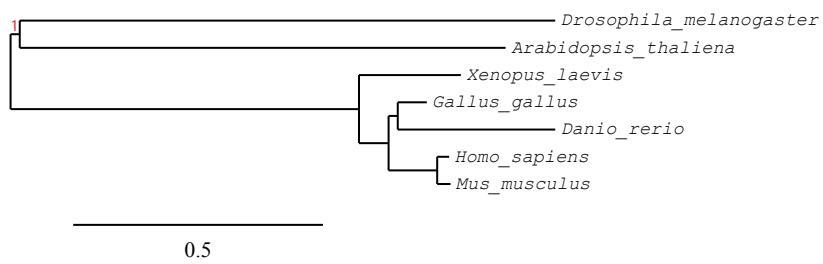 1
Drosophila_melanogaster
Arabidopsis_thaliena
Xenopus_laevis
Gallus_gallus
Danio_rerio
Homo_sapiens
Mus_musculus
0.5